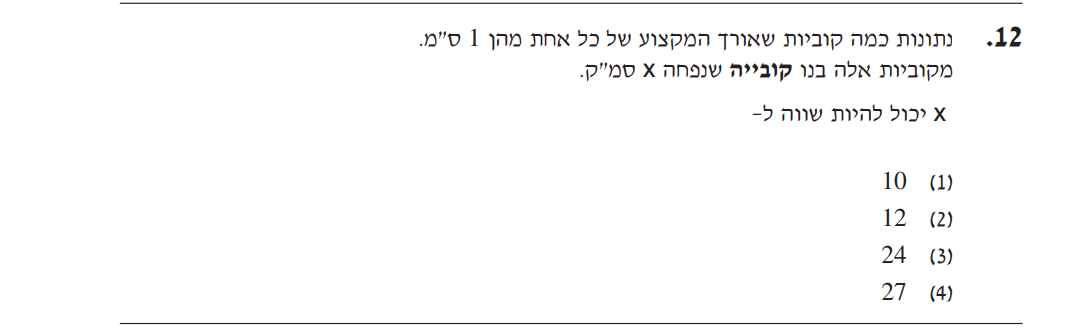 12. נתונות כמה קוביות שאורך המקצוע של כל אחת מהן 1 ס"מ.
מקוביות אלה בנו קובייה שנפחה x סמ"ק.
x יכול להיות שווה ל-
(1) 10
(2) 12
(3) 24
(4) 27